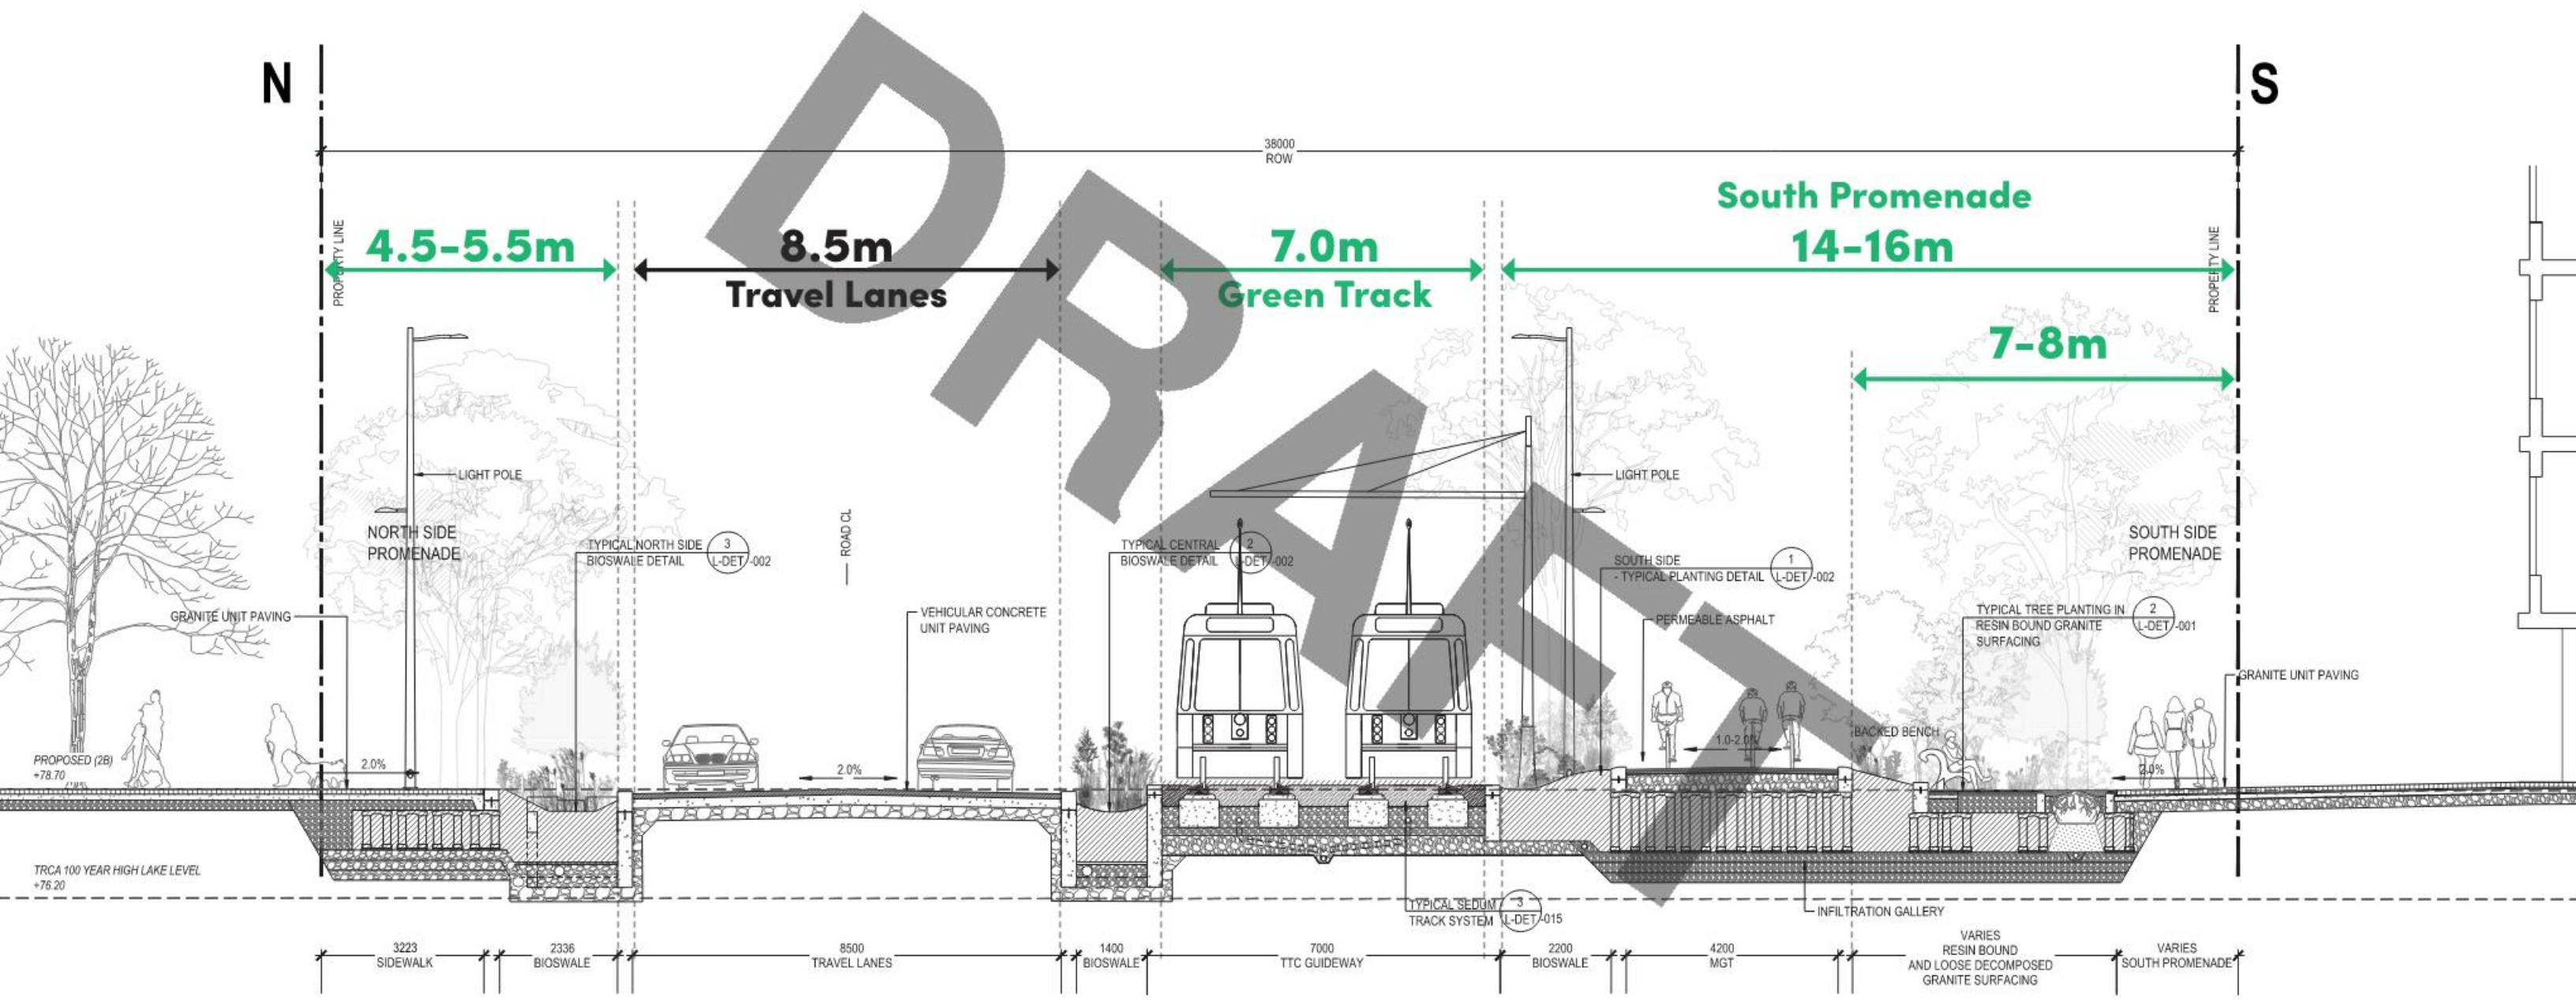 N
S
38000
ROW
South Promenade
4.5-5.5m
8.5m
7.0m
14-16m
Travel Lanes
Green Track
PROPERTY LINE
PROPERTY LINE
7-8m
DRAFT
LIGHT POLE
LIGHT POLE
NORTH SIDE
PROMENADE
TYPICAL NORTH SIDE
BIOSWALE DETAIL
3
L-DET -002
ROAD CL
TYPICAL CENTRAL
BIOSWALE DETAIL
2
L-DET -002
SOUTH SIDE
- TYPICAL PLANTING DETAIL
1
L-DET -002
SOUTH SIDE
PROMENADE
GRANITE UNIT PAVING
VEHICULAR CONCRETE
UNIT PAVING
PERMEABLE ASPHALT
TYPICAL TREE PLANTING IN
RESIN BOUND GRANITE
SURFACING
2
L-DET -001
GRANITE UNIT PAVING
BACKED BENCH
PROPOSED (2B)
+78.70
2.0%
2.0%
1.0-2.0%
2.0%
TRCA 100 YEAR HIGH LAKE LEVEL
+76.20
TYPICAL SEDUM
TRACK SYSTEM
3
L-DET -015
INFILTRATION GALLERY
3223
SIDEWALK
2336
BIOSWALE
8500
TRAVEL LANES
1400
BIOSWALE
7000
TTC GUIDEWAY
2200
BIOSWALE
4200
MGT
VARIES
RESIN BOUND
AND LOOSE DECOMPOSED
GRANITE SURFACING
VARIES
SOUTH PROMENADE